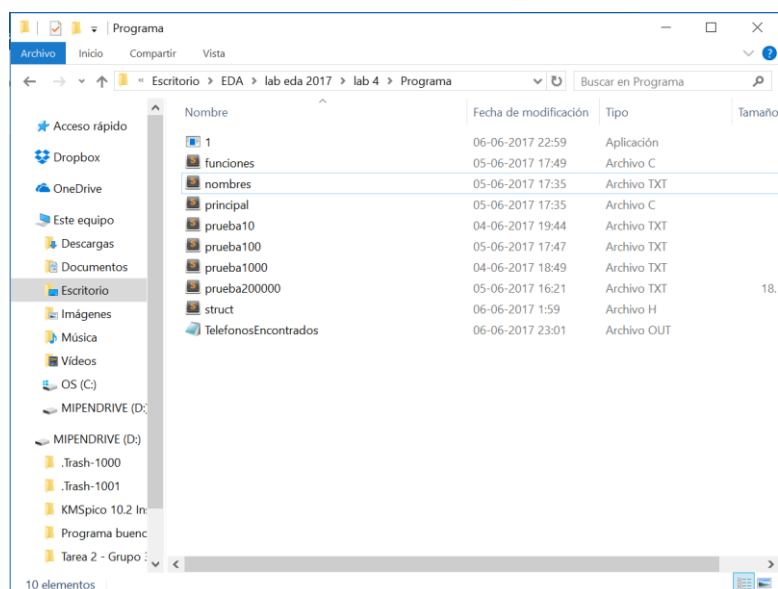 Programa
Archivo Inicio Compartir Vista
« Escritorio > EDA > lab eda 2017 > lab 4 > Programa Buscar en Programa
Nombre Fecha de modificación Tipo Tamaño
Acceso rápido
Dropbox
OneDrive
Este equipo
Descargas
Documentos
Escritorio
Imágenes
Música
Vídeos
OS (C:)
MIPENDRIVE (D:
MIPENDRIVE (D:)
.Trash-1000
.Trash-1001
KMSpico 10.2 In
Programa buenc
Tarea 2 - Grupo 3
1 06-06-2017 22:59 Aplicación
funciones 05-06-2017 17:49 Archivo C
nombres 05-06-2017 17:35 Archivo TXT
principal 05-06-2017 17:35 Archivo C
prueba10 04-06-2017 19:44 Archivo TXT
prueba100 05-06-2017 17:47 Archivo TXT
prueba1000 04-06-2017 18:49 Archivo TXT
prueba200000 05-06-2017 16:21 Archivo TXT 18.
struct 06-06-2017 1:59 Archivo H
TelefonosEncontrados 06-06-2017 23:01 Archivo OUT
10 elementos